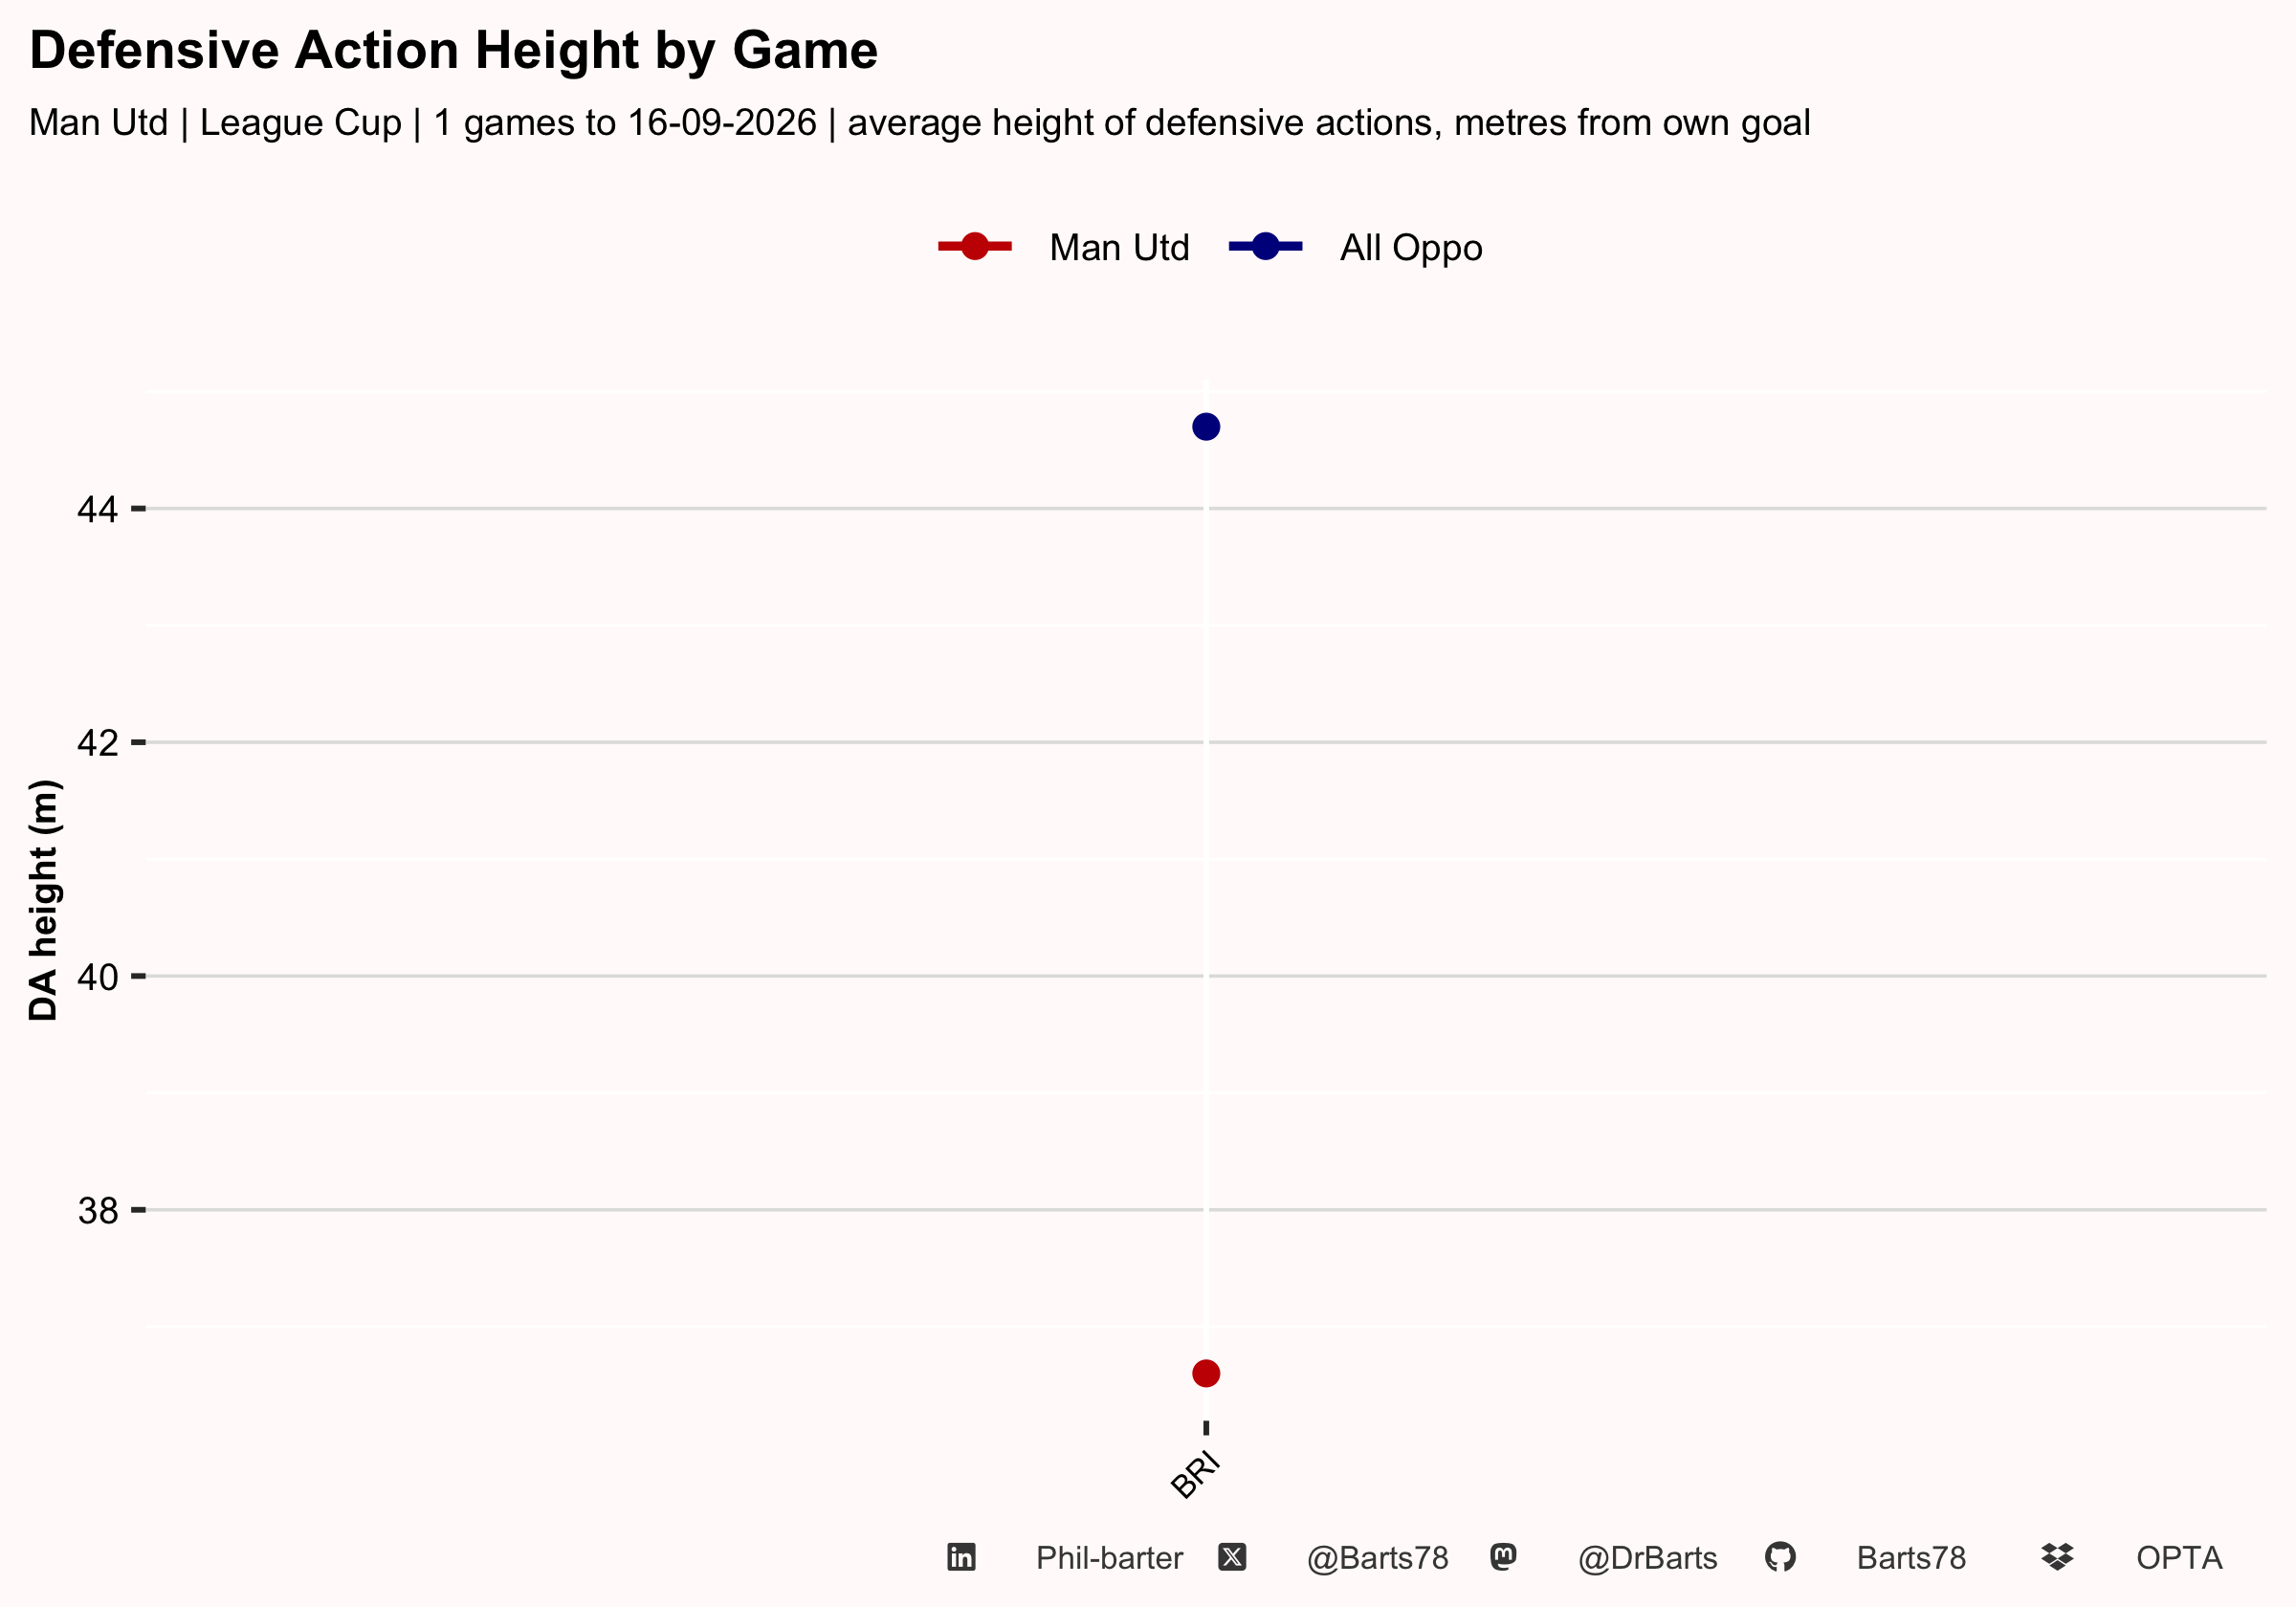 Defensive Action Height by Game
Man Utd | League Cup | 1 games to 16-09-2026 | average height of defensive actions, metres from own goal
Man Utd All Oppo
44
42
40
38
DA height (m)
BRI
Phil-barter @Barts78 @DrBarts Barts78 OPTA